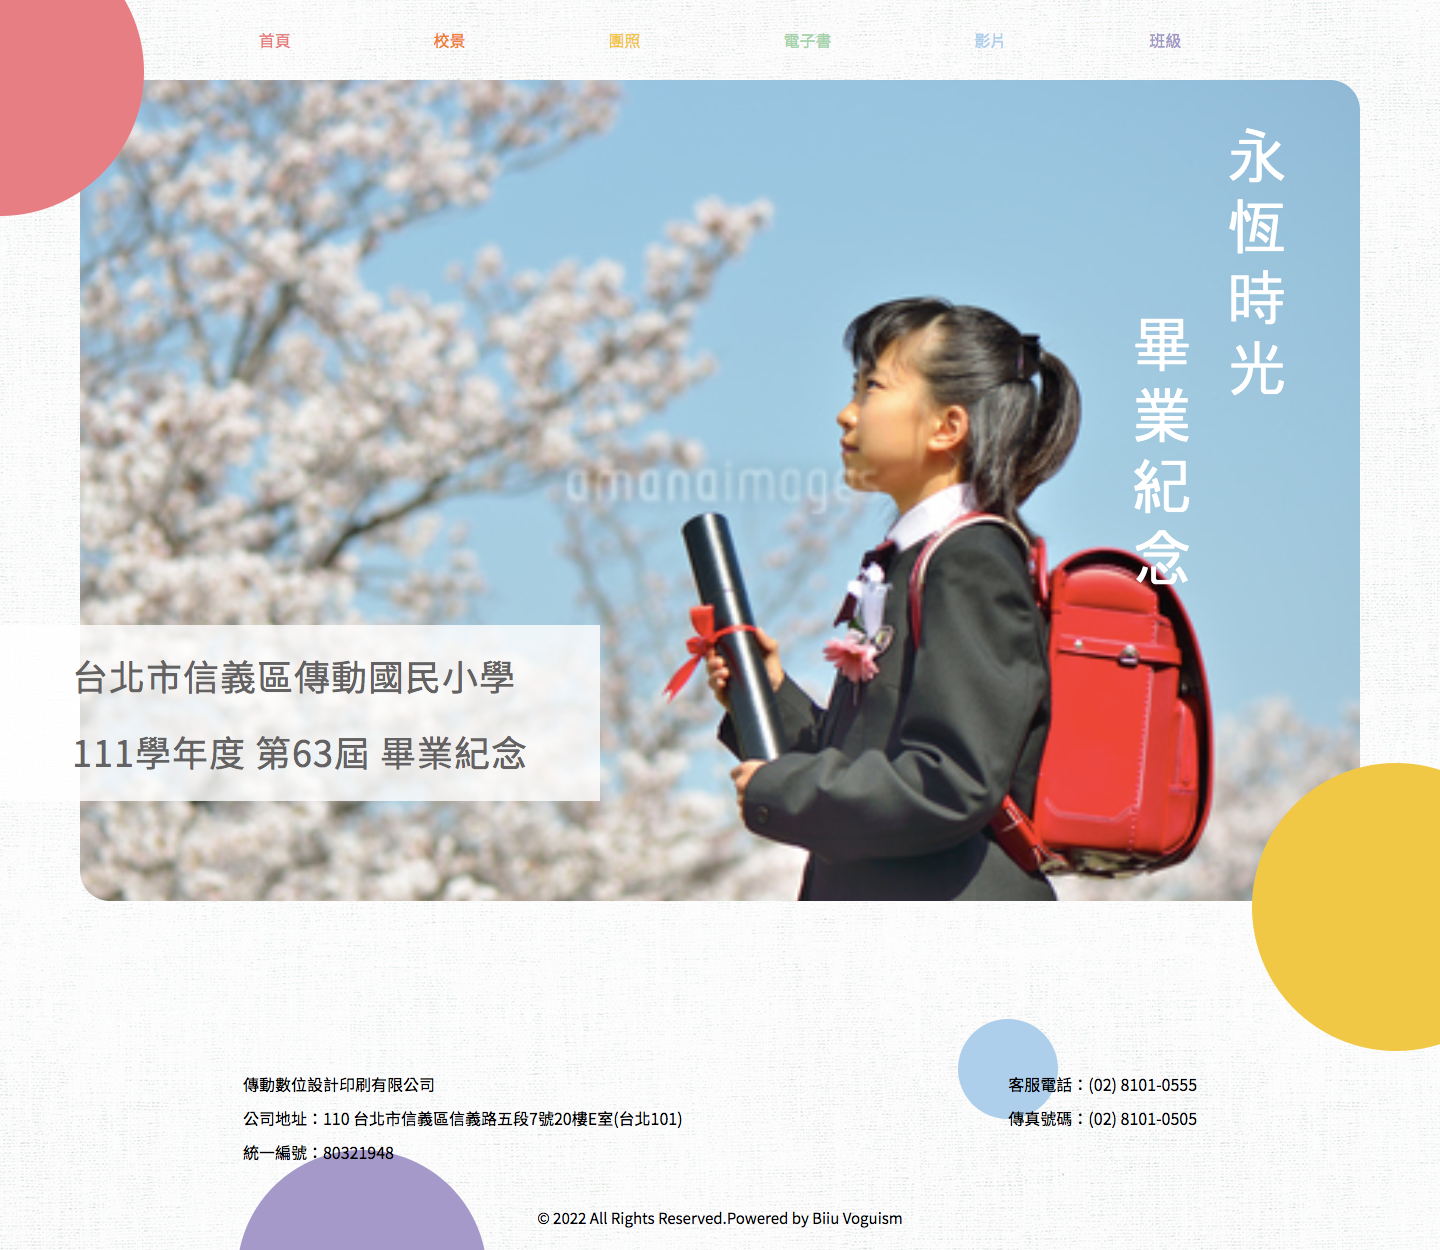 首頁
校景
團照
電子書
影片
班級
永恆時光
畢業紀念
amanaimages
台北市信義區傳動國民小學
111學年度 第63屆 畢業紀念
傳動數位設計印刷有限公司
公司地址：110 台北市信義區信義路五段7號20樓E室(台北101)
統一編號：80321948
客服電話：(02) 8101-0555
傳真號碼：(02) 8101-0505
© 2022 All Rights Reserved.Powered by Biiu Voguism